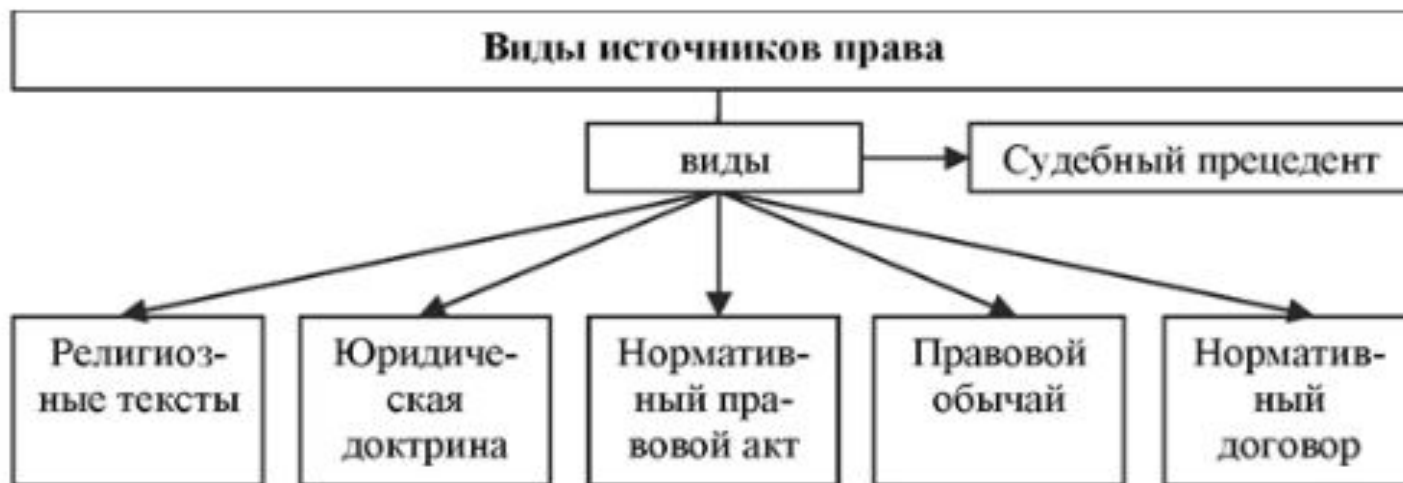 Виды источников права
виды
Судебный прецедент
Религиоз-
ные тексты
Юридиче-
ская
доктрина
Норматив-
ный пра-
вовой акт
Правовой
обычай
Норматив-
ный
договор